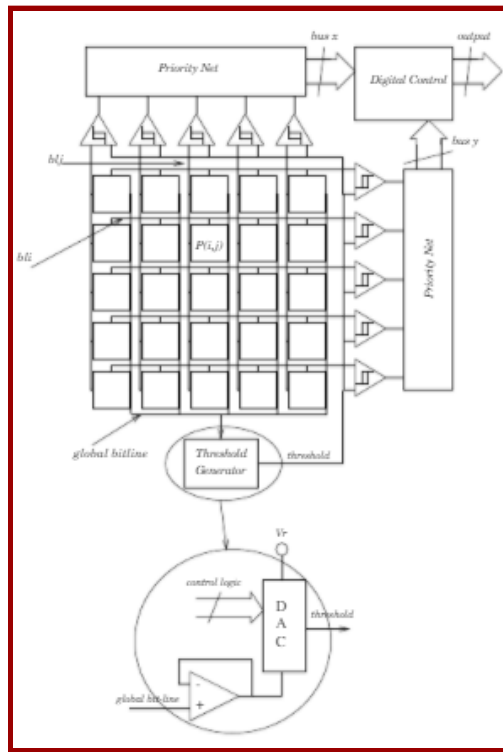 bus x
output
Priority Net
Digital Control
blj
bus y
P(i,j)
bli
Priority Net
global bitline
Threshold
Generator
threshold
Vr
control logic
D
A
C
threshold
-
+
global bit-line